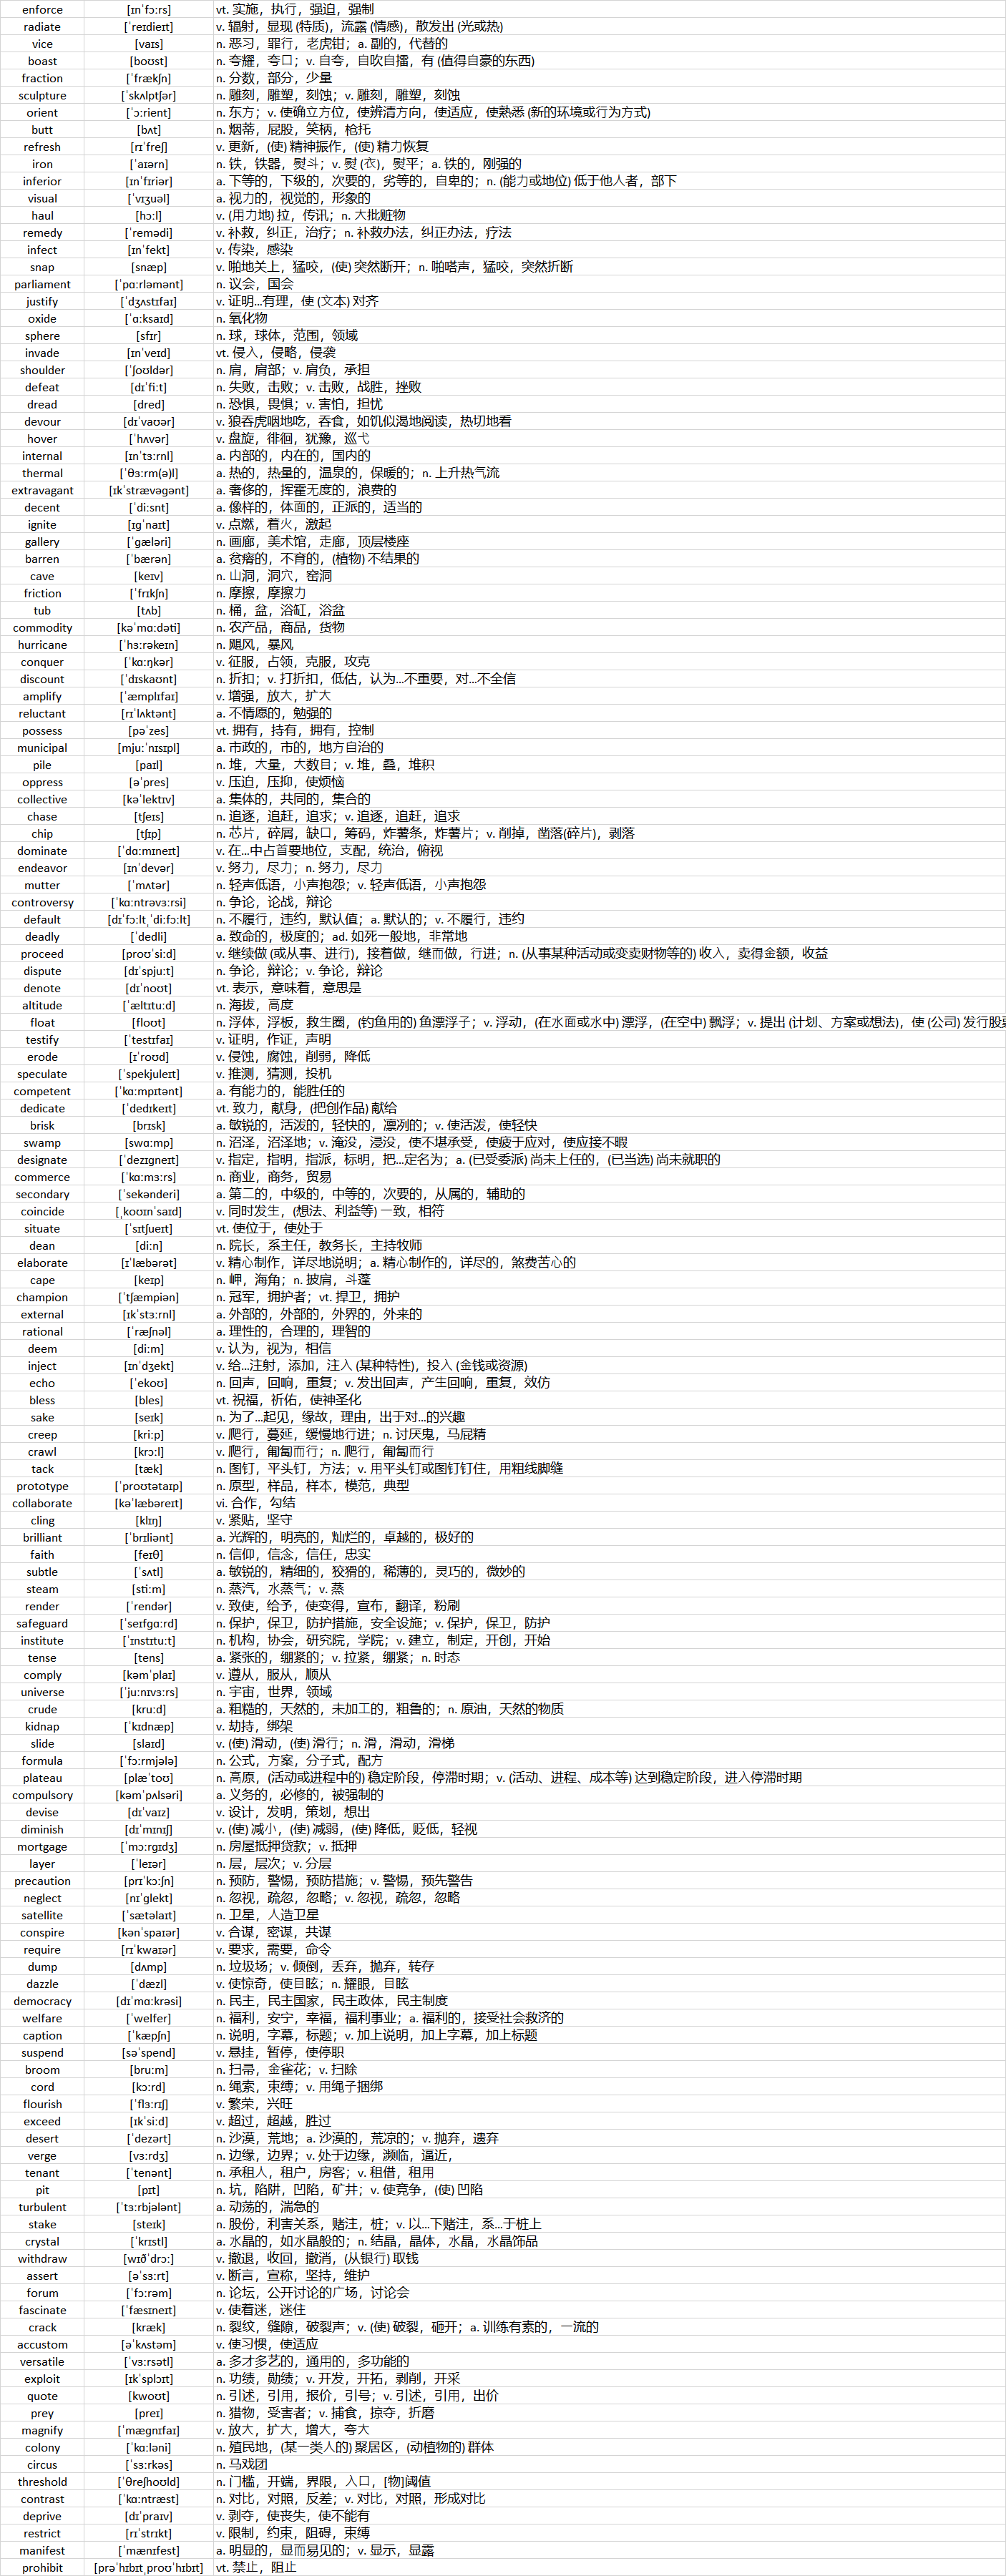 enforce [ɪnˈfɔːrs] vt. 实施，执行，强迫，强制
radiate [ˈreɪdieɪt] v. 辐射，显现 (特质)，流露 (情感)，散发出 (光或热)
vice [vaɪs] n. 恶习，罪行，老虎钳；a. 副的，代替的
boast [boʊst] n. 夸耀，夸口；v. 自夸，自吹自擂，有 (值得自豪的东西)
fraction [ˈfrækʃn] n. 分数，部分，少量
sculpture [ˈskʌlptʃər] n. 雕刻，雕塑，刻蚀；v. 雕刻，雕塑，刻蚀
orient [ˈɔːrient] n. 东方；v. 使确立方位，使辨清方向，使适应，使熟悉 (新的环境或行为方式)
butt [bʌt] n. 烟蒂，屁股，笑柄，枪托
refresh [rɪˈfreʃ] v. 更新，(使) 精神振作，(使) 精力恢复
iron [ˈaɪərn] n. 铁，铁器，熨斗；v. 熨 (衣)，熨平；a. 铁的，刚强的
inferior [ɪnˈfɪriər] a. 下等的，下级的，次要的，劣等的，自卑的；n. (能力或地位) 低于他人者，部下
visual [ˈvɪʒuəl] a. 视力的，视觉的，形象的
haul [hɔːl] v. (用力地) 拉，传讯；n. 大批赃物
remedy [ˈremədi] v. 补救，纠正，治疗；n. 补救办法，纠正办法，疗法
infect [ɪnˈfekt] v. 传染，感染
snap [snæp] v. 啪地关上，猛咬，(使) 突然断开；n. 啪嗒声，猛咬，突然折断
parliament [ˈpɑːrləmənt] n. 议会，国会
justify [ˈdʒʌstɪfaɪ] v. 证明...有理，使 (文本) 对齐
oxide [ˈɑːksaɪd] n. 氧化物
sphere [sfɪr] n. 球，球体，范围，领域
invade [ɪnˈveɪd] vt. 侵入，侵略，侵袭
shoulder [ˈʃoʊldər] n. 肩，肩部；v. 肩负，承担
defeat [dɪˈfiːt] n. 失败，击败；v. 击败，战胜，挫败
dread [dred] n. 恐惧，畏惧；v. 害怕，担忧
devour [dɪˈvaʊər] v. 狼吞虎咽地吃，吞食，如饥似渴地阅读，热切地看
hover [ˈhʌvər] v. 盘旋，徘徊，犹豫，巡弋
internal [ɪnˈtɜːrnl] a. 内部的，内在的，国内的
thermal [ˈθɜːrm(ə)l] a. 热的，热量的，温泉的，保暖的；n. 上升热气流
extravagant [ɪkˈstrævəɡənt] a. 奢侈的，挥霍无度的，浪费的
decent [ˈdiːsnt] a. 像样的，体面的，正派的，适当的
ignite [ɪɡˈnaɪt] v. 点燃，着火，激起
gallery [ˈɡæləri] n. 画廊，美术馆，走廊，顶层楼座
barren [ˈbærən] a. 贫瘠的，不育的，(植物) 不结果的
cave [keɪv] n. 山洞，洞穴，窑洞
friction [ˈfrɪkʃn] n. 摩擦，摩擦力
tub [tʌb] n. 桶，盆，浴缸，浴盆
commodity [kəˈmɑːdəti] n. 农产品，商品，货物
hurricane [ˈhɜːrəkeɪn] n. 飓风，暴风
conquer [ˈkɑːŋkər] v. 征服，占领，克服，攻克
discount [ˈdɪskaʊnt] n. 折扣；v. 打折扣，低估，认为...不重要，对...不全信
amplify [ˈæmplɪfaɪ] v. 增强，放大，扩大
reluctant [rɪˈlʌktənt] a. 不情愿的，勉强的
possess [pəˈzes] vt. 拥有，持有，拥有，控制
municipal [mjuːˈnɪsɪpl] a. 市政的，市的，地方自治的
pile [paɪl] n. 堆，大量，大数目；v. 堆，叠，堆积
oppress [əˈpres] v. 压迫，压抑，使烦恼
collective [kəˈlektɪv] a. 集体的，共同的，集合的
chase [tʃeɪs] n. 追逐，追赶，追求；v. 追逐，追赶，追求
chip [tʃɪp] n. 芯片，碎屑，缺口，筹码，炸薯条，炸薯片；v. 削掉，凿落(碎片)，剥落
dominate [ˈdɑːmɪneɪt] v. 在...中占首要地位，支配，统治，俯视
endeavor [ɪnˈdevər] v. 努力，尽力；n. 努力，尽力
mutter [ˈmʌtər] n. 轻声低语，小声抱怨；v. 轻声低语，小声抱怨
controversy [ˈkɑːntrəvɜːrsi] n. 争论，论战，辩论
default [dɪˈfɔːltˌˈdiːfɔːlt] n. 不履行，违约，默认值；a. 默认的；v. 不履行，违约
deadly [ˈdedli] a. 致命的，极度的；ad. 如死一般地，非常地
proceed [proʊˈsiːd] v. 继续做 (或从事、进行)，接着做，继而做，行进；n. (从事某种活动或变卖财物等的) 收入，卖得金额，收益
dispute [dɪˈspjuːt] n. 争论，辩论；v. 争论，辩论
denote [dɪˈnoʊt] vt. 表示，意味着，意思是
altitude [ˈæltɪtuːd] n. 海拔，高度
float [floʊt] n. 浮体，浮板，救生圈，(钓鱼用的) 鱼漂浮子；v. 浮动，(在水面或水中) 漂浮，(在空中) 飘浮；v. 提出 (计划、方案或想法)，使 (公司) 发行股
testify [ˈtestɪfaɪ] v. 证明，作证，声明
erode [ɪˈroʊd] v. 侵蚀，腐蚀，削弱，降低
speculate [ˈspekjuleɪt] v. 推测，猜测，投机
competent [ˈkɑːmpɪtənt] a. 有能力的，能胜任的
dedicate [ˈdedɪkeɪt] vt. 致力，献身，(把创作品) 献给
brisk [brɪsk] a. 敏锐的，活泼的，轻快的，凛冽的；v. 使活泼，使轻快
swamp [swɑːmp] n. 沼泽，沼泽地；v. 淹没，浸没，使不堪承受，使疲于应对，使应接不暇
designate [ˈdezɪɡneɪt] v. 指定，指明，指派，标明，把...定名为；a. (已受委派) 尚未上任的，(已当选) 尚未就职的
commerce [ˈkɑːmɜːrs] n. 商业，商务，贸易
secondary [ˈsekənderi] a. 第二的，中级的，中等的，次要的，从属的，辅助的
coincide [ˌkoʊɪnˈsaɪd] v. 同时发生，(想法、利益等) 一致，相符
situate [ˈsɪtʃueɪt] vt. 使位于，使处于
dean [diːn] n. 院长，系主任，教务长，主持牧师
elaborate [ɪˈlæbərət] v. 精心制作，详尽地说明；a. 精心制作的，详尽的，煞费苦心的
cape [keɪp] n. 岬，海角；n. 披肩，斗蓬
champion [ˈtʃæmpiən] n. 冠军，拥护者；vt. 捍卫，拥护
external [ɪkˈstɜːrnl] a. 外部的，外部的，外界的，外来的
rational [ˈræʃnəl] a. 理性的，合理的，理智的
deem [diːm] v. 认为，视为，相信
inject [ɪnˈdʒekt] v. 给...注射，添加，注入 (某种特性)，投入 (金钱或资源)
echo [ˈekoʊ] n. 回声，回响，重复；v. 发出回声，产生回响，重复，效仿
bless [bles] vt. 祝福，祈佑，使神圣化
sake [seɪk] n. 为了...起见，缘故，理由，出于对...的兴趣
creep [kriːp] v. 爬行，蔓延，缓慢地行进；n. 讨厌鬼，马屁精
crawl [krɔːl] v. 爬行，匍匐而行；n. 爬行，匍匐而行
tack [tæk] n. 图钉，平头钉，方法；v. 用平头钉或图钉钉住，用粗线脚缝
prototype [ˈproʊtətaɪp] n. 原型，样品，样本，模范，典型
collaborate [kəˈlæbəreɪt] vi. 合作，勾结
cling [klɪŋ] v. 紧贴，坚守
brilliant [ˈbrɪliənt] a. 光辉的，明亮的，灿烂的，卓越的，极好的
faith [feɪθ] n. 信仰，信念，信任，忠实
subtle [ˈsʌtl] a. 敏锐的，精细的，狡猾的，稀薄的，灵巧的，微妙的
steam [stiːm] n. 蒸汽，水蒸气；v. 蒸
render [ˈrendər] v. 致使，给予，使变得，宣布，翻译，粉刷
safeguard [ˈseɪfɡɑːrd] n. 保护，保卫，防护措施，安全设施；v. 保护，保卫，防护
institute [ˈɪnstɪtuːt] n. 机构，协会，研究院，学院；v. 建立，制定，开创，开始
tense [tens] a. 紧张的，绷紧的；v. 拉紧，绷紧；n. 时态
comply [kəmˈplaɪ] v. 遵从，服从，顺从
universe [ˈjuːnɪvɜːrs] n. 宇宙，世界，领域
crude [kruːd] a. 粗糙的，天然的，未加工的，粗鲁的；n. 原油，天然的物质
kidnap [ˈkɪdnæp] v. 劫持，绑架
slide [slaɪd] v. (使) 滑动，(使) 滑行；n. 滑，滑动，滑梯
formula [ˈfɔːrmjələ] n. 公式，方案，分子式，配方
plateau [plæˈtoʊ] n. 高原，(活动或进程中的) 稳定阶段，停滞时期；v. (活动、进程、成本等) 达到稳定阶段，进入停滞时期
compulsory [kəmˈpʌlsəri] a. 义务的，必修的，被强制的
devise [dɪˈvaɪz] v. 设计，发明，策划，想出
diminish [dɪˈmɪnɪʃ] v. (使) 减小，(使) 减弱，(使) 降低，贬低，轻视
mortgage [ˈmɔːrɡɪdʒ] n. 房屋抵押贷款；v. 抵押
layer [ˈleɪər] n. 层，层次；v. 分层
precaution [prɪˈkɔːʃn] n. 预防，警惕，预防措施；v. 警惕，预先警告
neglect [nɪˈɡlekt] n. 忽视，疏忽，忽略；v. 忽视，疏忽，忽略
satellite [ˈsætəlaɪt] n. 卫星，人造卫星
conspire [kənˈspaɪər] v. 合谋，密谋，共谋
require [rɪˈkwaɪər] v. 要求，需要，命令
dump [dʌmp] n. 垃圾场；v. 倾倒，丢弃，抛弃，转存
dazzle [ˈdæzl] v. 使惊奇，使目眩；n. 耀眼，目眩
democracy [dɪˈmɑːkrəsi] n. 民主，民主国家，民主政体，民主制度
welfare [ˈwelfer] n. 福利，安宁，幸福，福利事业；a. 福利的，接受社会救济的
caption [ˈkæpʃn] n. 说明，字幕，标题；v. 加上说明，加上字幕，加上标题
suspend [səˈspend] v. 悬挂，暂停，使停职
broom [bruːm] n. 扫帚，金雀花；v. 扫除
cord [kɔːrd] n. 绳索，束缚；v. 用绳子捆绑
flourish [ˈflɜːrɪʃ] v. 繁荣，兴旺
exceed [ɪkˈsiːd] v. 超过，超越，胜过
desert [ˈdezərt] n. 沙漠，荒地；a. 沙漠的，荒凉的；v. 抛弃，遗弃
verge [vɜːrdʒ] n. 边缘，边界；v. 处于边缘，濒临，逼近，
tenant [ˈtenənt] n. 承租人，租户，房客；v. 租借，租用
pit [pɪt] n. 坑，陷阱，凹陷，矿井；v. 使竞争，(使) 凹陷
turbulent [ˈtɜːrbjələnt] a. 动荡的，湍急的
stake [steɪk] n. 股份，利害关系，赌注，桩；v. 以...下赌注，系...于桩上
crystal [ˈkrɪstl] a. 水晶的，如水晶般的；n. 结晶，晶体，水晶，水晶饰品
withdraw [wɪðˈdrɔː] v. 撤退，收回，撤消，(从银行) 取钱
assert [əˈsɜːrt] v. 断言，宣称，坚持，维护
forum [ˈfɔːrəm] n. 论坛，公开讨论的广场，讨论会
fascinate [ˈfæsɪneɪt] v. 使着迷，迷住
crack [kræk] n. 裂纹，缝隙，破裂声；v. (使) 破裂，砸开；a. 训练有素的，一流的
accustom [əˈkʌstəm] v. 使习惯，使适应
versatile [ˈvɜːrsətl] a. 多才多艺的，通用的，多功能的
exploit [ɪkˈsplɔɪt] n. 功绩，勋绩；v. 开发，开拓，剥削，开采
quote [kwoʊt] n. 引述，引用，报价，引号；v. 引述，引用，出价
prey [preɪ] n. 猎物，受害者；v. 捕食，掠夺，折磨
magnify [ˈmæɡnɪfaɪ] v. 放大，扩大，增大，夸大
colony [ˈkɑːləni] n. 殖民地，(某一类人的) 聚居区，(动植物的) 群体
circus [ˈsɜːrkəs] n. 马戏团
threshold [ˈθreʃhoʊld] n. 门槛，开端，界限，入口，[物]阈值
contrast [ˈkɑːntræst] n. 对比，对照，反差；v. 对比，对照，形成对比
deprive [dɪˈpraɪv] v. 剥夺，使丧失，使不能有
restrict [rɪˈstrɪkt] v. 限制，约束，阻碍，束缚
manifest [ˈmænɪfest] a. 明显的，显而易见的；v. 显示，显露
prohibit [prəˈhɪbɪtˌproʊˈhɪbɪt] vt. 禁止，阻止